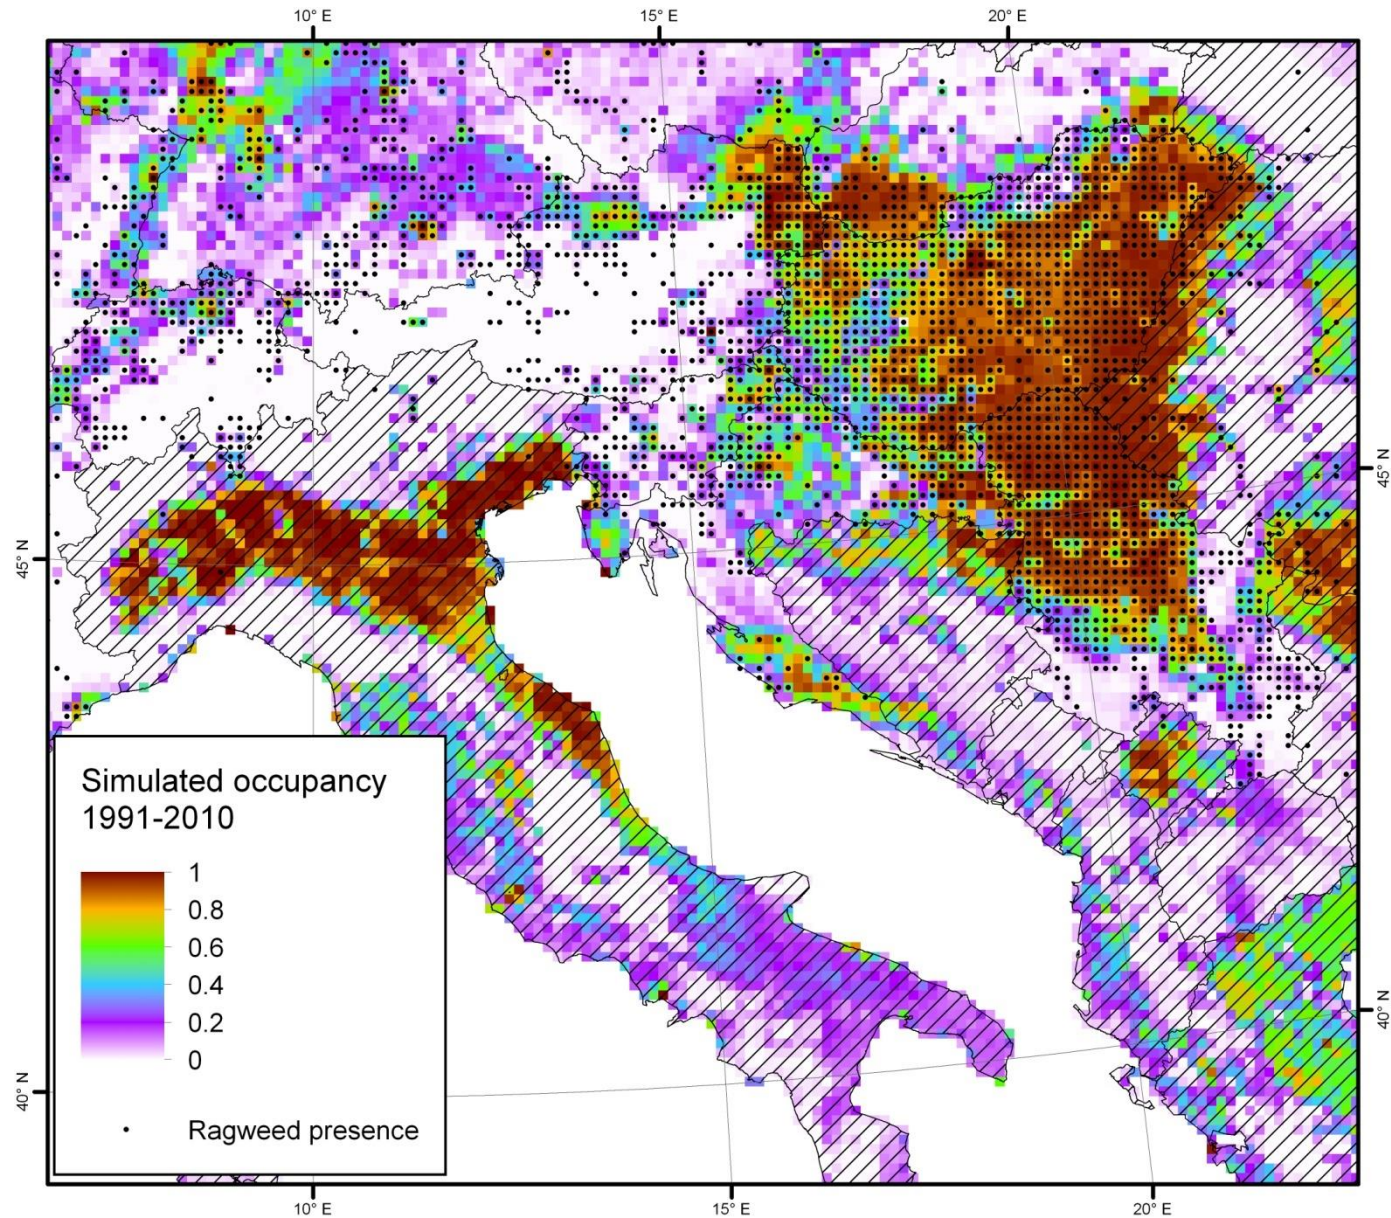 10° E 15° E 20° E
45° N
45° N
40° N
40° N
Simulated occupancy
1991-2010
1
0.8
0.6
0.4
0.2
0
Ragweed presence
10° E 15° E 20° E